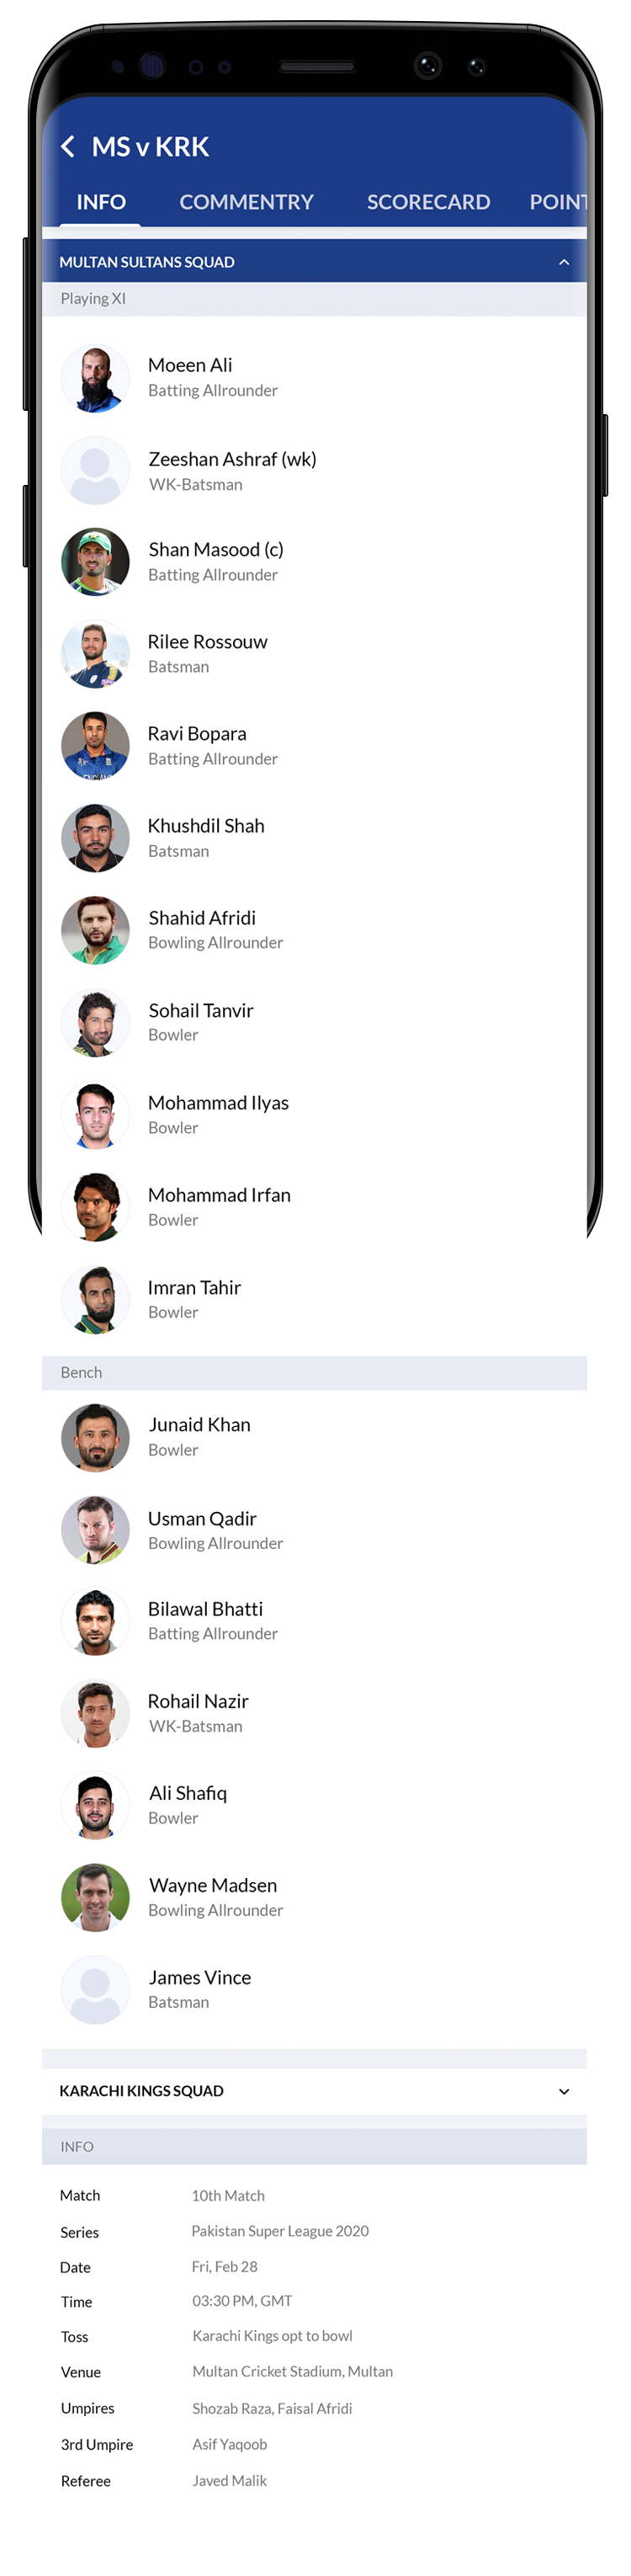 MS v KRK
INFO COMMENTRY SCORECARD POINT
MULTAN SULTANS SQUAD
Playing XI
Moeen Ali
Batting Allrounder
Zeeshan Ashraf (wk)
WK-Batsman
Shan Masood (c)
Batting Allrounder
Rilee Rossouw
Batsman
Ravi Bopara
Batting Allrounder
Khushdil Shah
Batsman
Shahid Afridi
Bowling Allrounder
Sohail Tanvir
Bowler
Mohammad Ilyas
Bowler
Mohammad Irfan
Bowler
Imran Tahir
Bowler
Bench
Junaid Khan
Bowler
Usman Qadir
Bowling Allrounder
Bilawal Bhatti
Batting Allrounder
Rohail Nazir
WK-Batsman
Ali Shafiq
Bowler
Wayne Madsen
Bowling Allrounder
James Vince
Batsman
KARACHI KINGS SQUAD
INFO
Match 10th Match
Series Pakistan Super League 2020
Date Fri, Feb 28
Time 03:30 PM, GMT
Toss Karachi Kings opt to bowl
Venue Multan Cricket Stadium, Multan
Umpires Shozab Raza, Faisal Afridi
3rd Umpire Asif Yaqoob
Referee Javed Malik